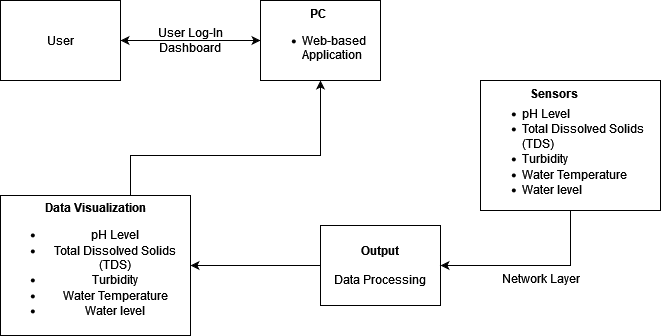 User
User Log-In
Dashboard
PC
Web-based
Application
Sensors
pH Level
Total Dissolved Solids
(TDS)
Turbidity
Water Temperature
Water level
Data Visualization
pH Level
Total Dissolved Solids
(TDS)
Turbidity
Water Temperature
Water level
Output
Data Processing
Network Layer